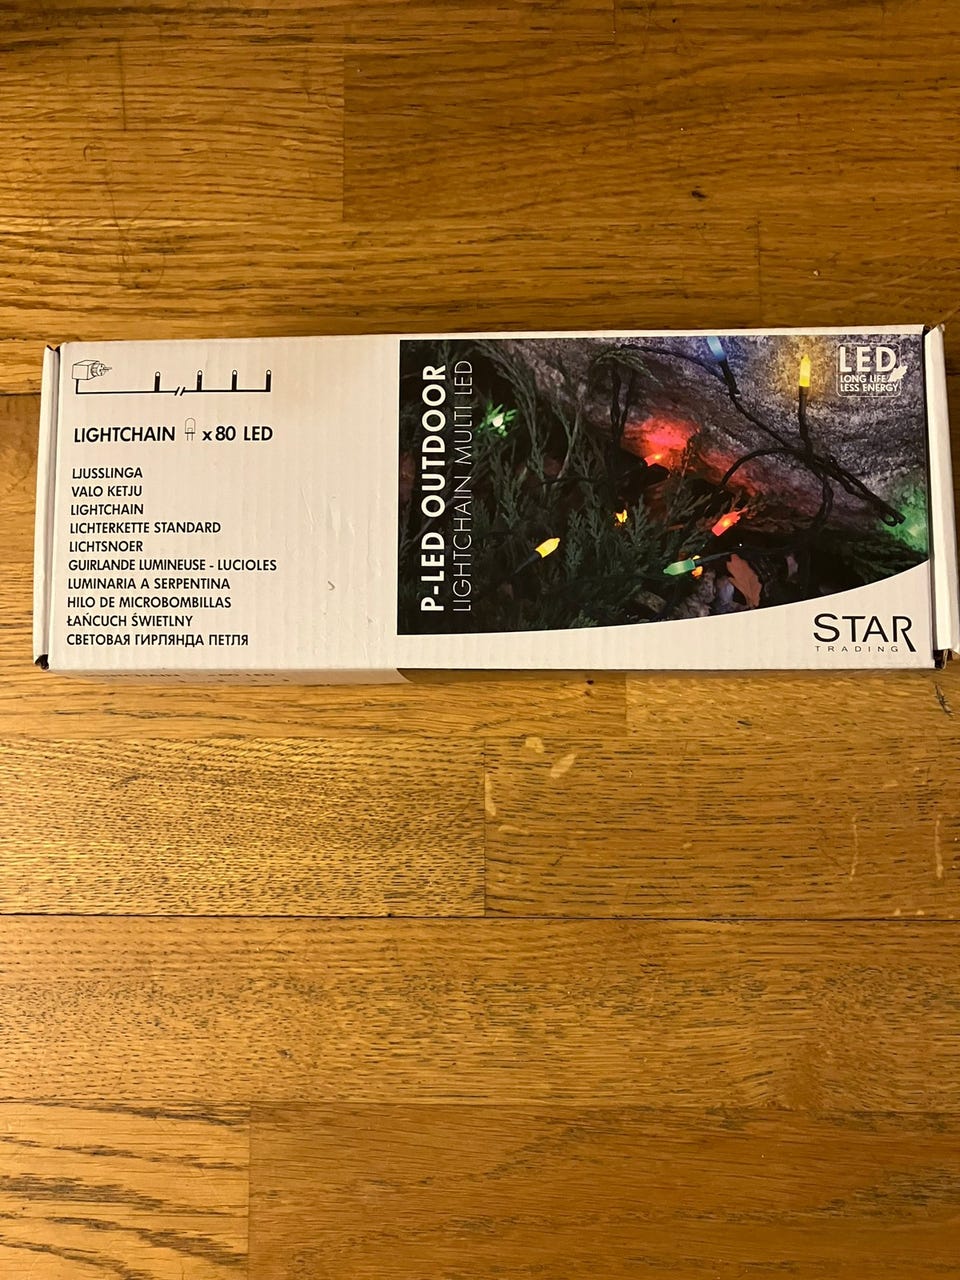 LIGHTCHAIN x 80 LED
LJUSSLINGA
VALO KETJU
LIGHTCHAIN
LICHTERKETTE STANDARD
LICHTSNOER
GUIRLANDE LUMINEUSE - LUCIOLES
LUMINARIA A SERPENTINA
HILO DE MICROBOMBILLAS
ŁAŃCUCH ŚWIETLNY
СВЕТОВАЯ ГИРЛЯНДА ПЕТЛЯ
P-LED OUTDOOR
LIGHTCHAIN MULTI LED
LED
LONG LIFE
LESS ENERGY
STAR
TRADING